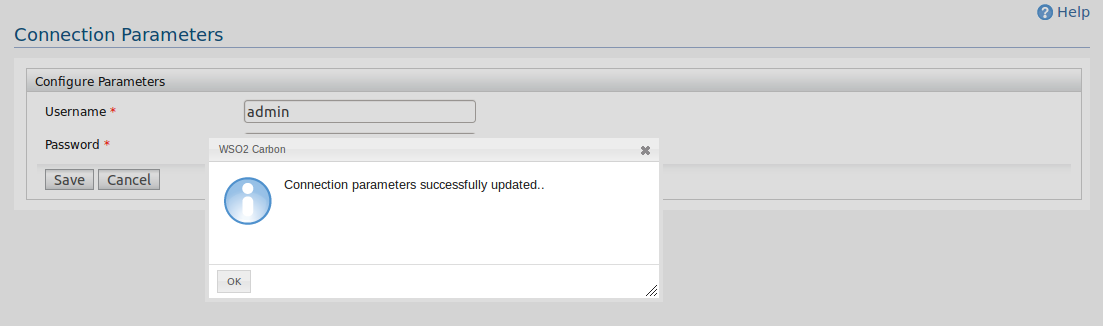 Help
Connection Parameters
Configure Parameters
Username *
admin
Password *
Save Cancel
WSO2 Carbon
Connection parameters successfully updated..
OK